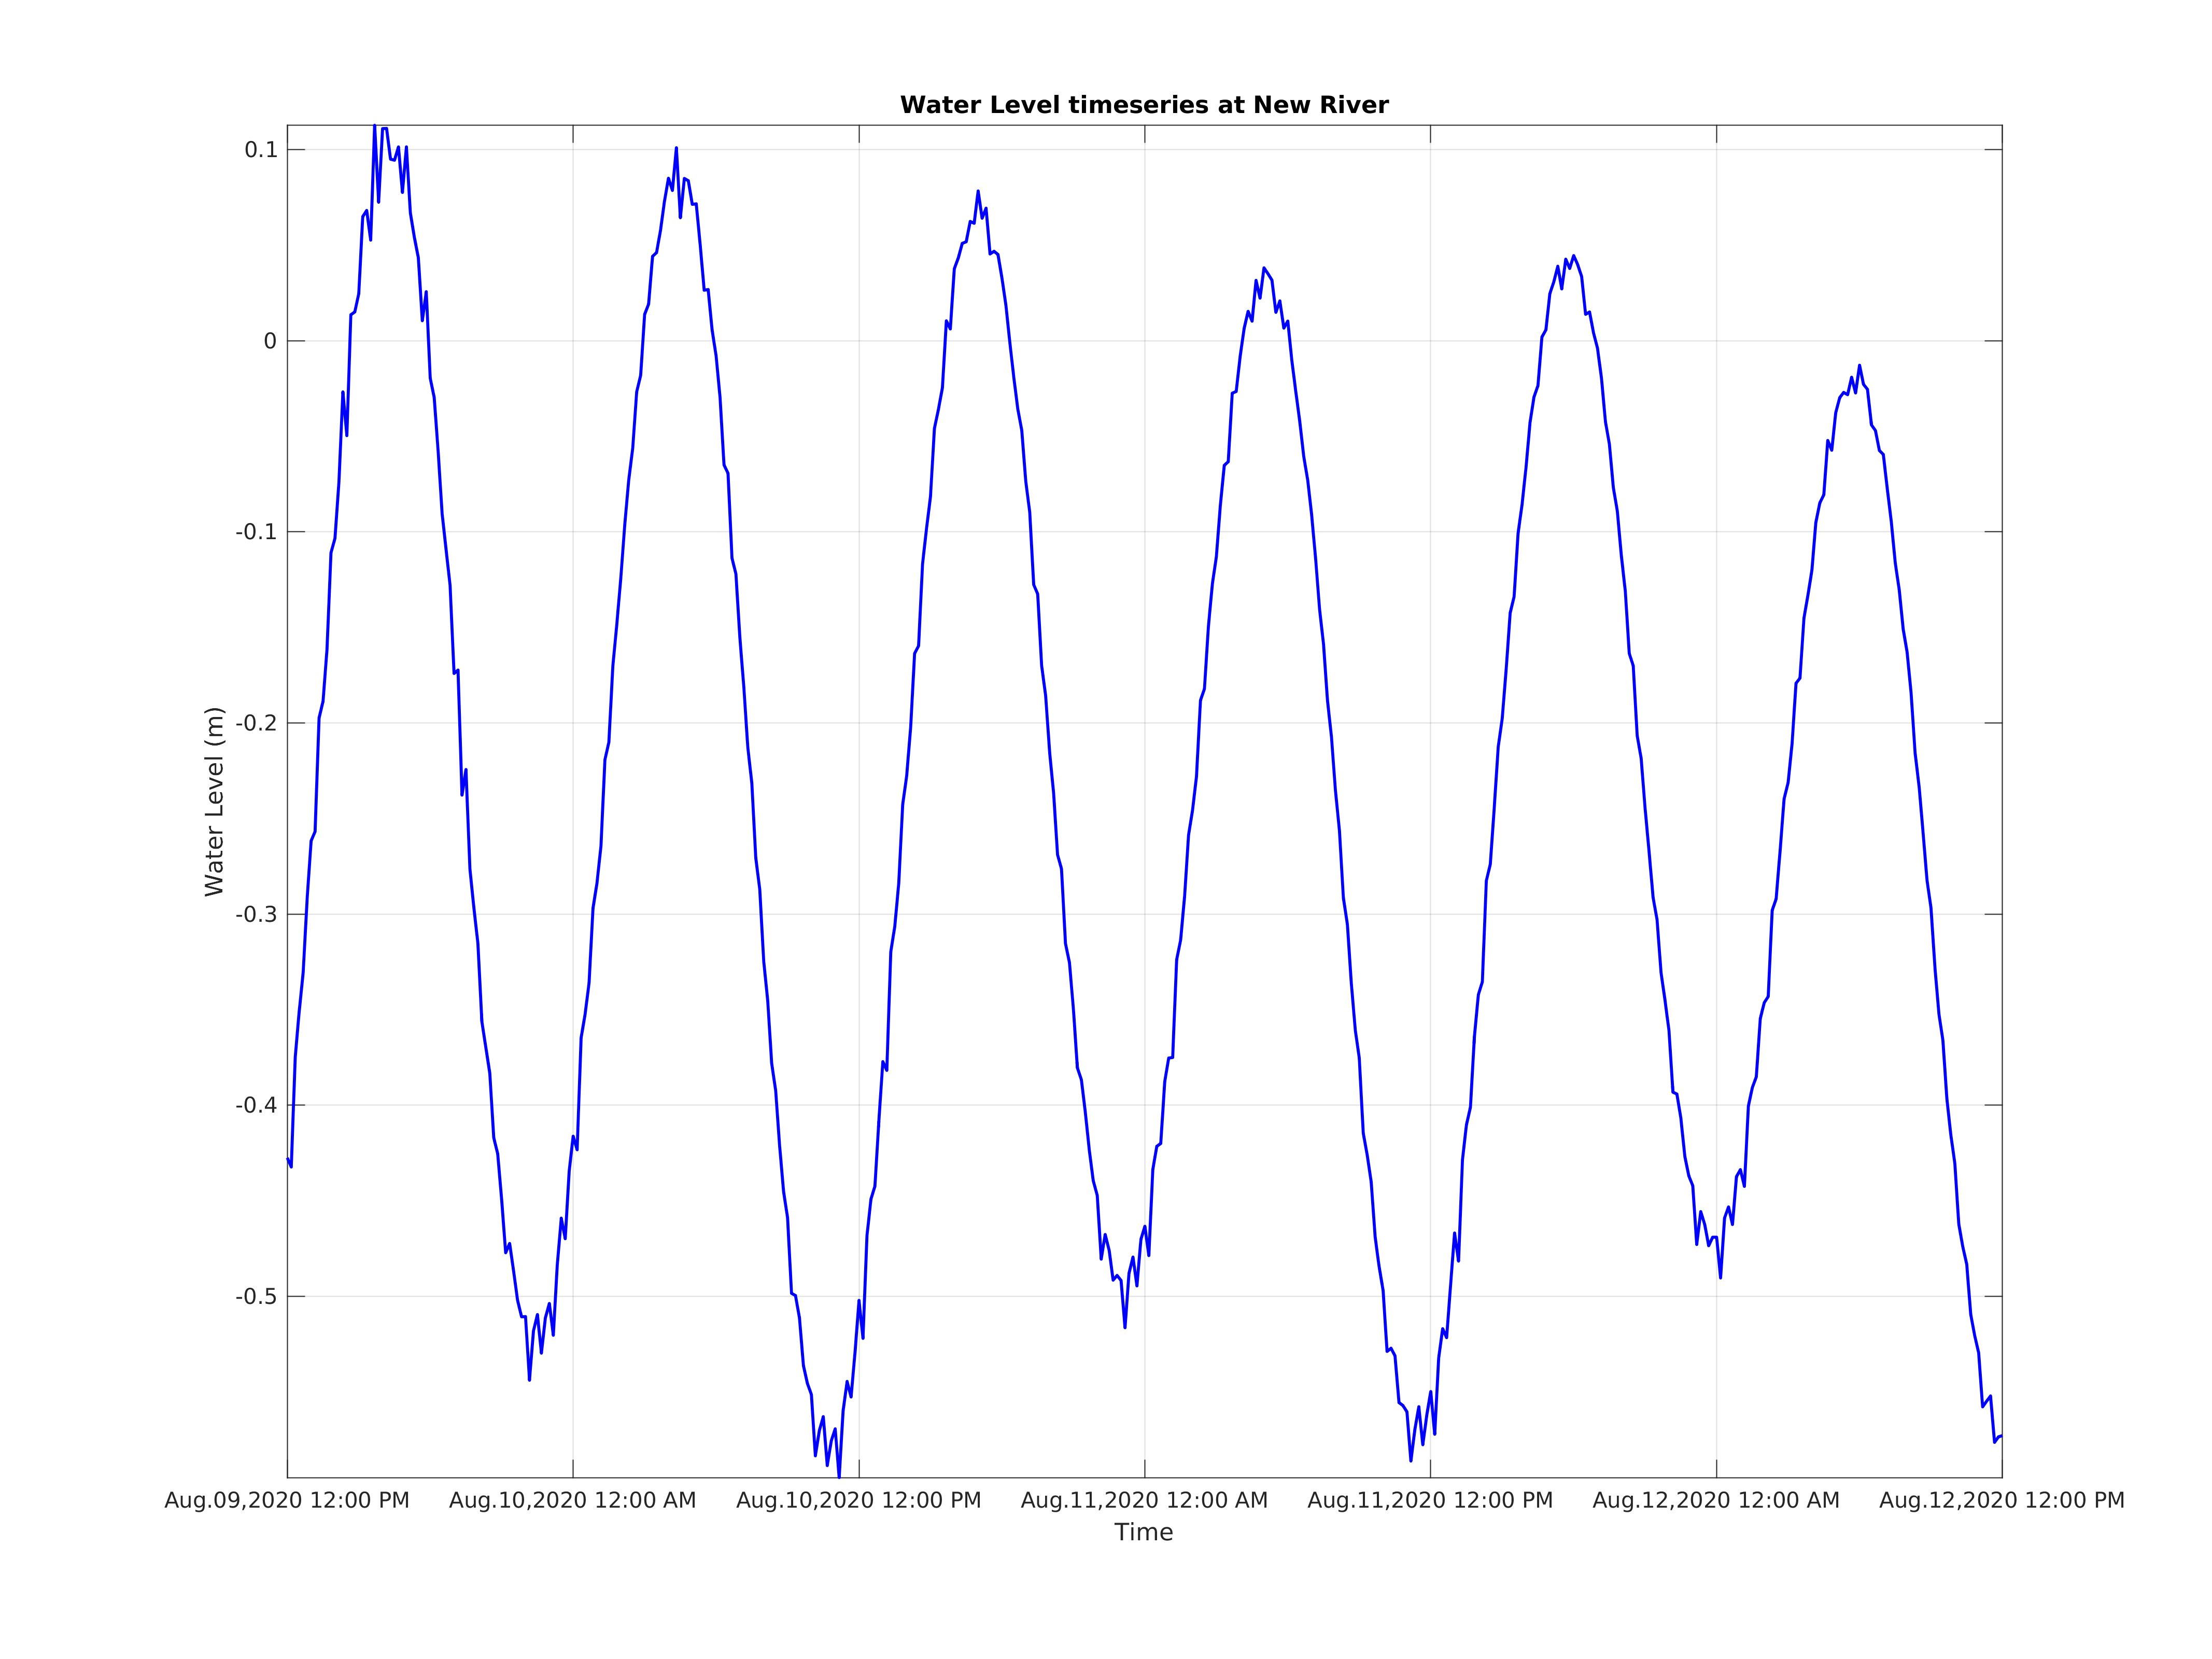 Water Level timeseries at New River
0.1
0
-0.1
-0.2
-0.3
-0.4
-0.5
Water Level (m)
Aug.09,2020 12:00 PM
Aug.10,2020 12:00 AM
Aug.10,2020 12:00 PM
Aug.11,2020 12:00 AM
Aug.11,2020 12:00 PM
Aug.12,2020 12:00 AM
Aug.12,2020 12:00 PM
Time